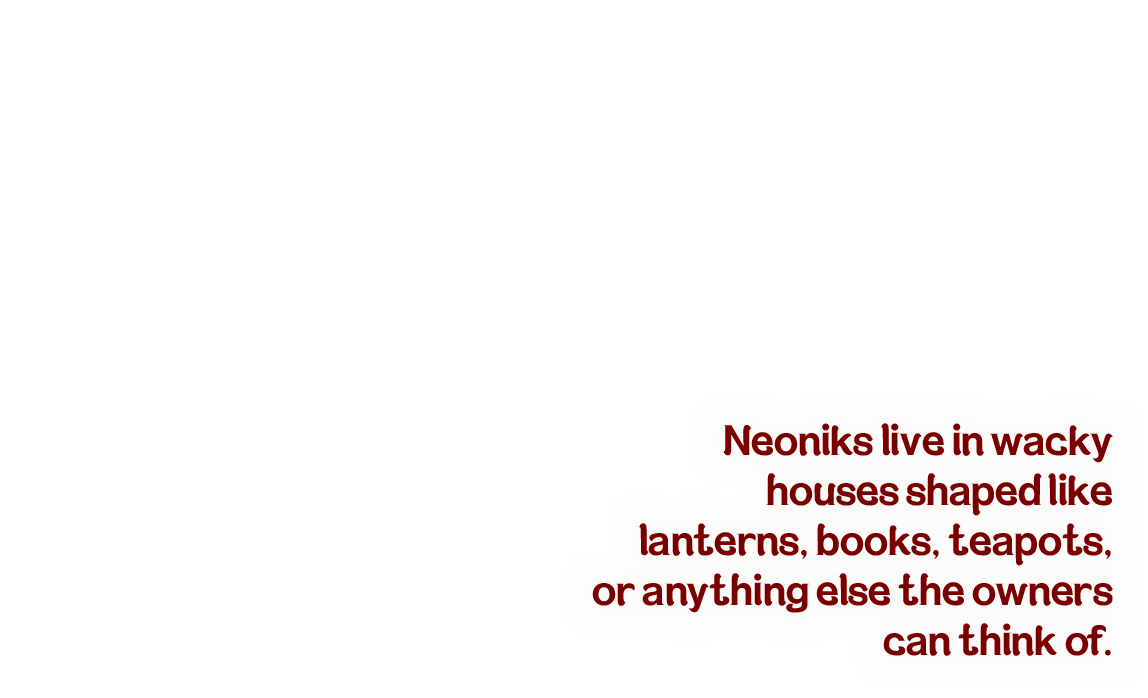 Neoniks live in wacky
houses shaped like
lanterns, books, teapots,
or anything else the owners
can think of.